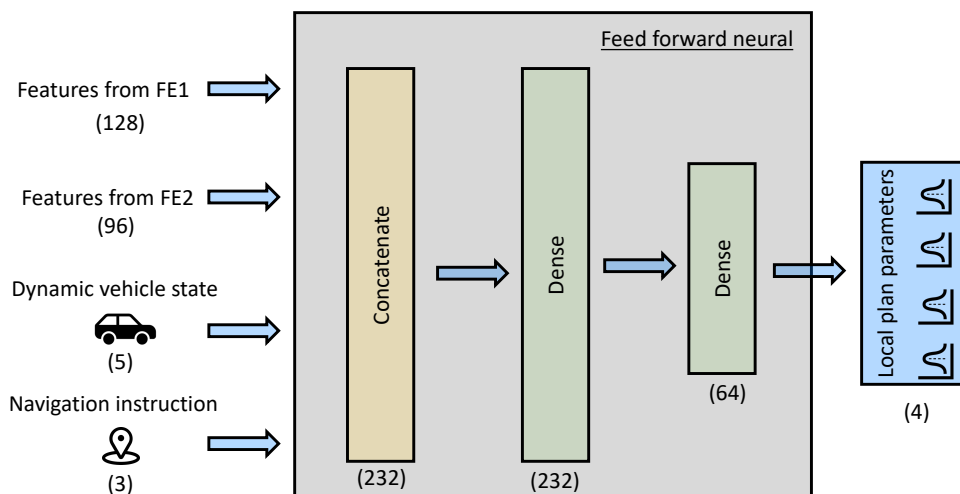 Feed forward neural
Features from FE1
(128)
Features from FE2
(96)
Dynamic vehicle state
(5)
Navigation instruction
(3)
Concatenate
(232)
Dense
(232)
Dense
(64)
Local plan parameters
(4)